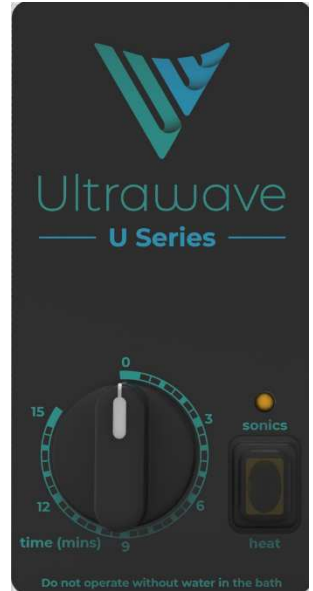 Ultrawave
U Series
0
15
3
sonics
12
6
time (mins)
9
heat
Do not operate without water in the bath